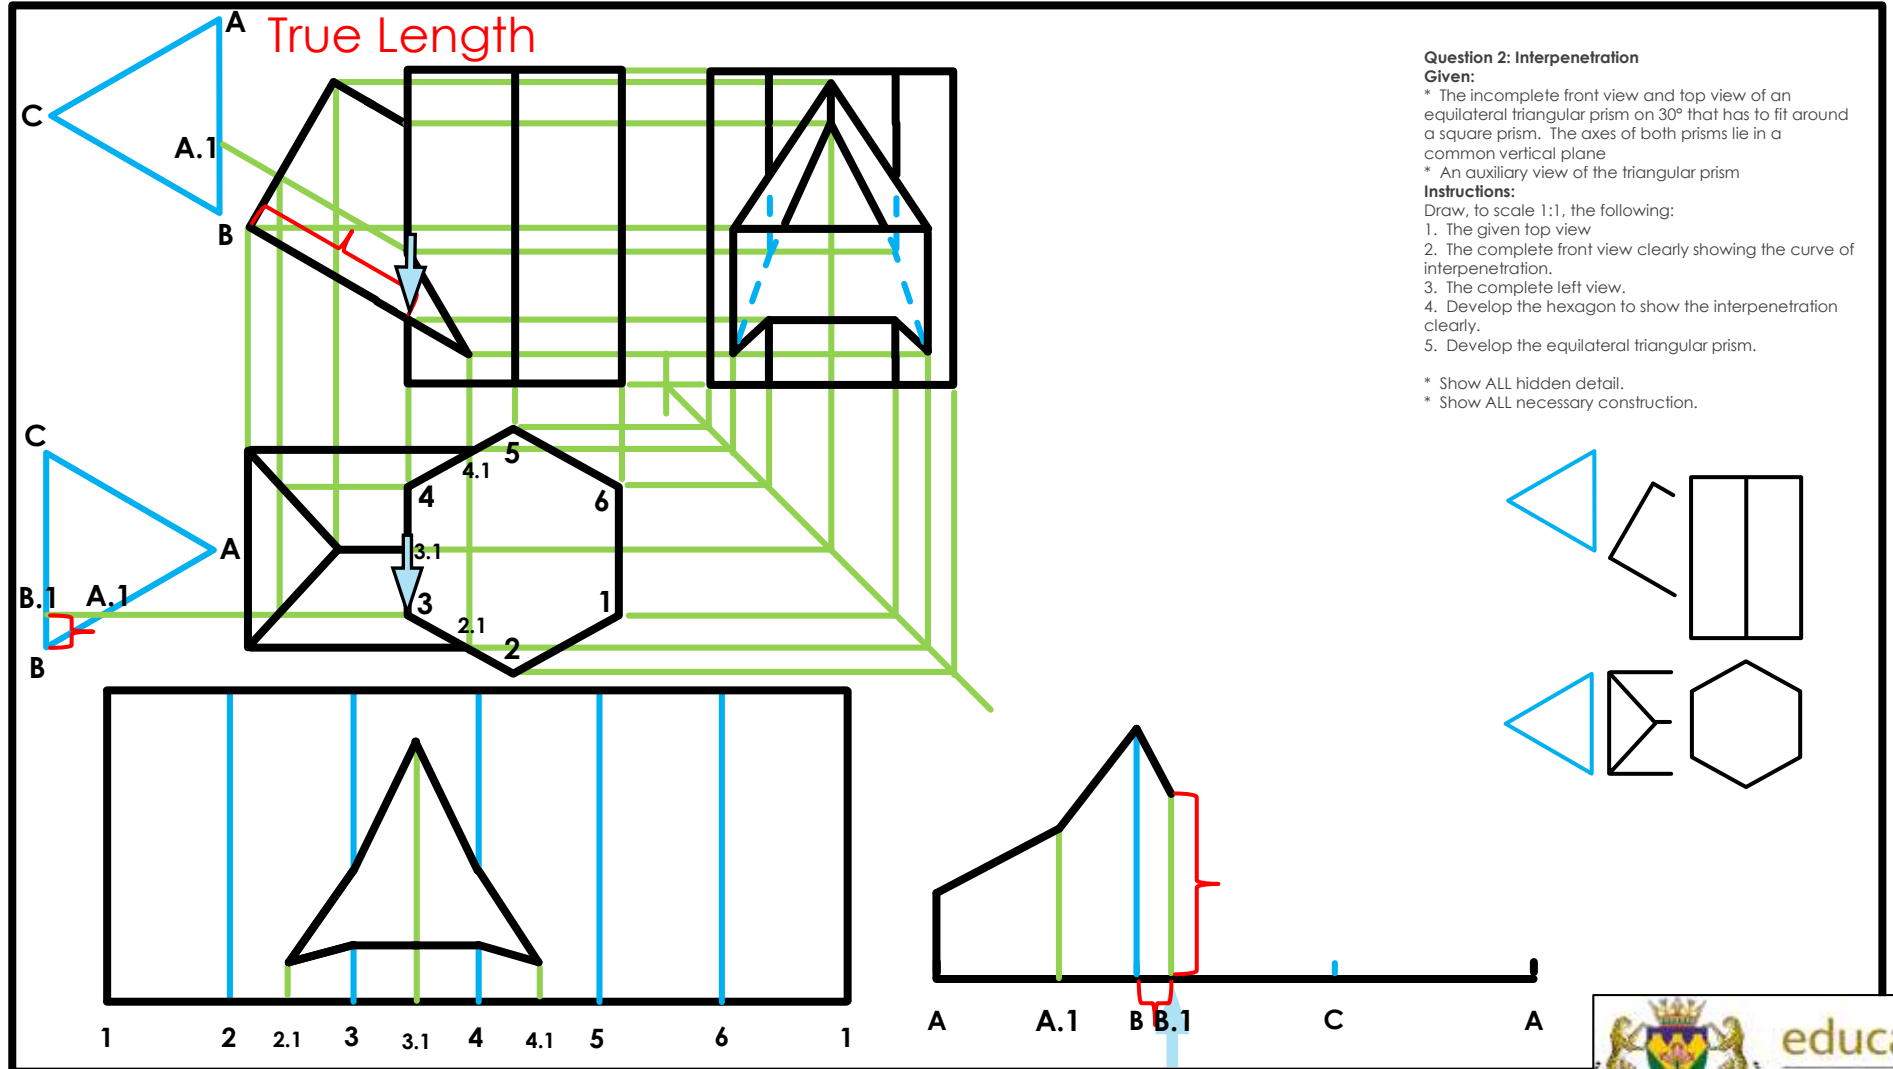 True Length
A
C
A.1
B
Question 2: Interpenetration
Given:
* The incomplete front view and top view of an
equilateral triangular prism on 30° that has to fit around
a square prism. The axes of both prisms lie in a
common vertical plane
* An auxiliary view of the triangular prism
Instructions:
Draw, to scale 1:1, the following:
1. The given top view
2. The complete front view clearly showing the curve of
interpenetration.
3. The complete left view.
4. Develop the hexagon to show the interpenetration
clearly.
5. Develop the equilateral triangular prism.
* Show ALL hidden detail.
* Show ALL necessary construction.
C
A
B.1 A.1
B
5
4.1
4
6
3.1
3
1
2.1
2
1 2 2.1 3 3.1 4 4.1 5 6 1
A A.1 B B.1 C A
educa